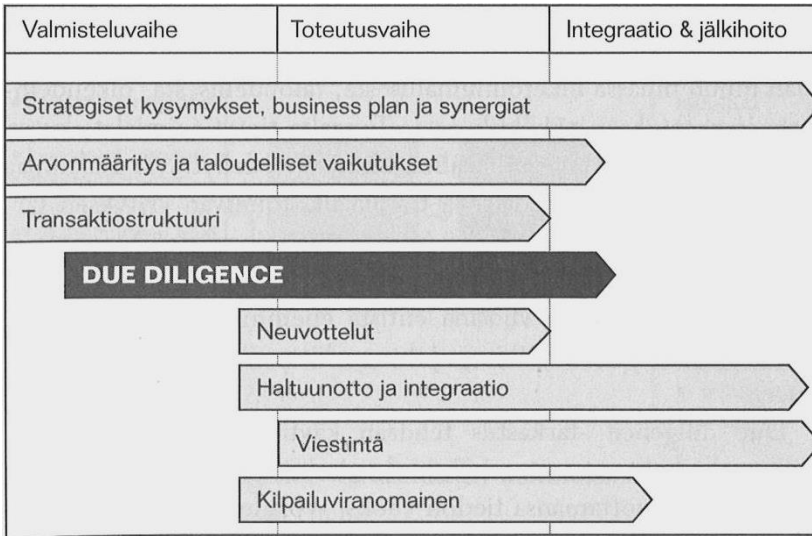 Valmisteluvaihe
Toteutusvaihe
Integraatio & jälkihoito
Strategiset kysymykset, business plan ja synergiat
Arvonmääritys ja taloudelliset vaikutukset
Transaktiostruktuuri
DUE DILIGENCE
Neuvottelut
Haltuunotto ja integraatio
Viestintä
Kilpailuviranomainen